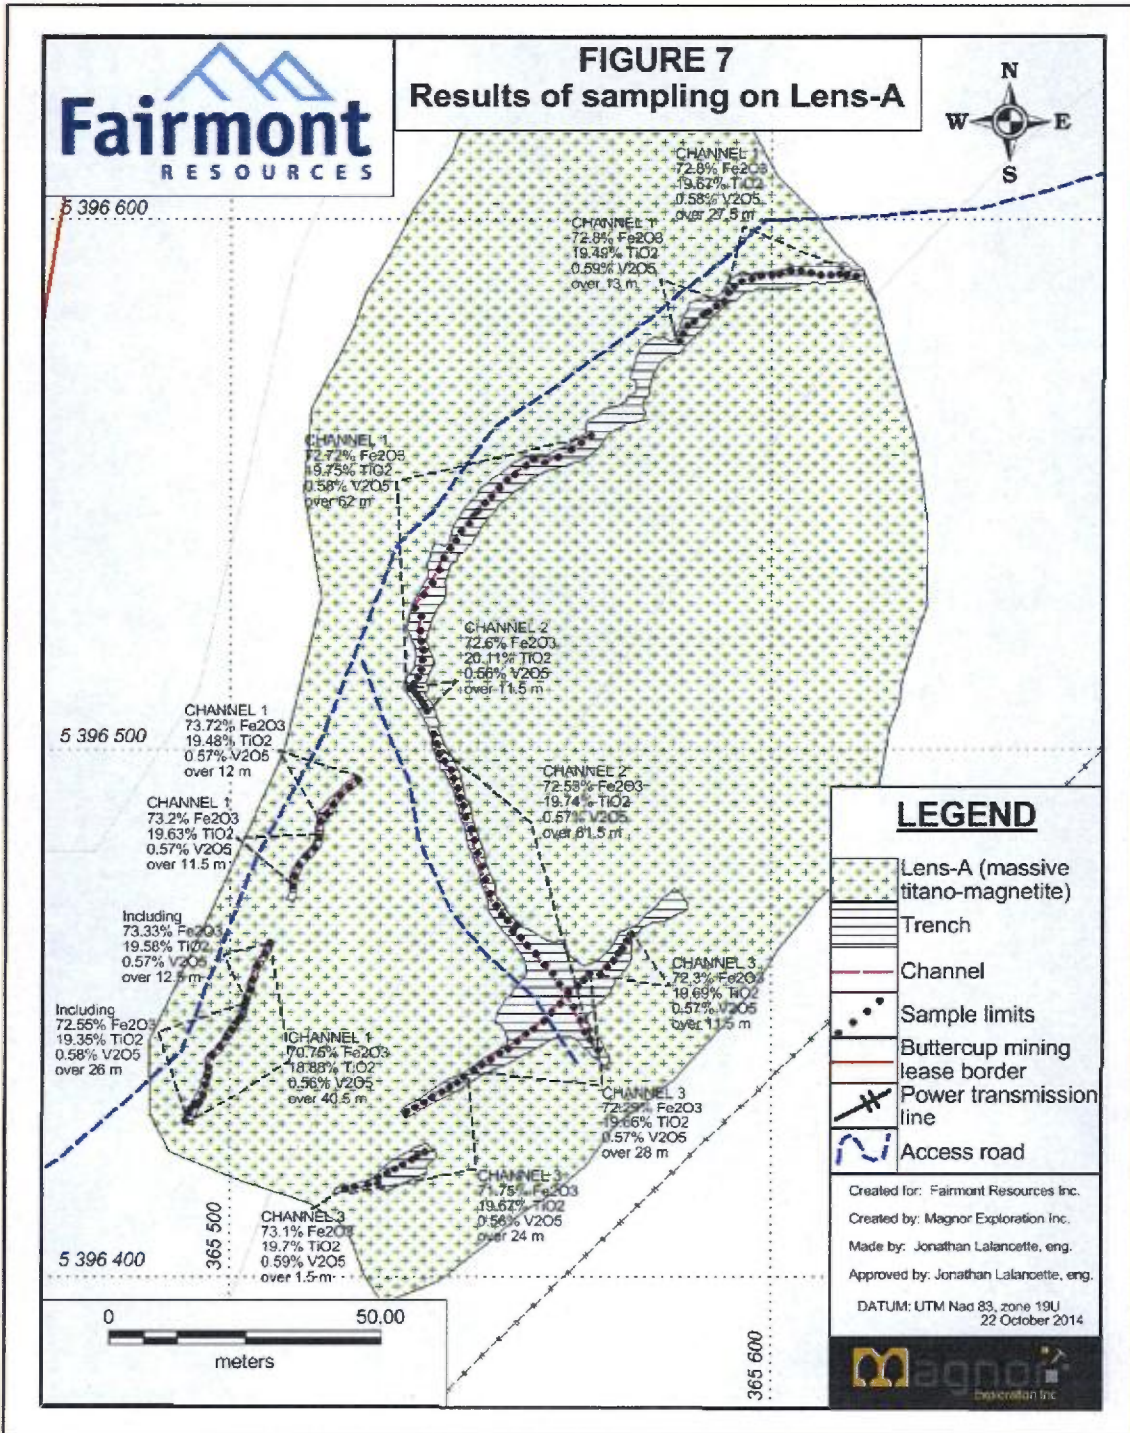 Fairmont
RESOURCES
FIGURE 7
Results of sampling on Lens-A
N
W
E
S
5 396 600
CHANNEL 1
72.8% Fe2O3
19.67% TiO2
0.58% V2O5
over 27.5 m
CHANNEL 1
72.8% Fe2O3
19.49% TiO2
0.59% V2O5
over 13 m
CHANNEL 1
72.72% Fe2O3
19.75% TiO2
0.58% V2O5
over 62 m
CHANNEL 2
72.6% Fe2O3
20.11% TiO2
0.56% V2O5
over 11.5 m
CHANNEL 1
73.72% Fe2O3
19.48% TiO2
0.57% V2O5
over 12 m
5 396 500
CHANNEL 2
72.53% Fe2O3
19.74% TiO2
0.57% V2O5
over 61.5 m
CHANNEL 1
73.2% Fe2O3
19.63% TiO2
0.57% V2O5
over 11.5 m
Including
73.33% Fe2O3
19.58% TiO2
0.57% V2O5
over 12.5 m
CHANNEL 3
72.3% Fe2O3
19.69% TiO2
0.57% V2O5
over 11.5 m
Including
72.55% Fe2O3
19.35% TiO2
0.58% V2O5
over 26 m
CHANNEL 1
70.75% Fe2O3
18.88% TiO2
0.56% V2O5
over 40.5 m
CHANNEL 3
72.29% Fe2O3
19.66% TiO2
0.57% V2O5
over 28 m
CHANNEL 3
71.75% Fe2O3
19.67% TiO2
0.56% V2O5
over 24 m
CHANNEL 3
73.1% Fe2O3
19.7% TiO2
0.59% V2O5
over 1.5 m
5 396 400
365 500
365 600
0
50.00
meters
LEGEND
Lens-A (massive
titano-magnetite)
Trench
Channel
Sample limits
Buttercup mining
lease border
Power transmission
line
Access road
Created for: Fairmont Resources Inc.
Created by: Magnor Exploration Inc.
Made by: Jonathan Lalancette, eng.
Approved by: Jonathan Lalancette, eng.
DATUM: UTM Nad 83, zone 19U
22 October 2014
Magnor
Exploration Inc